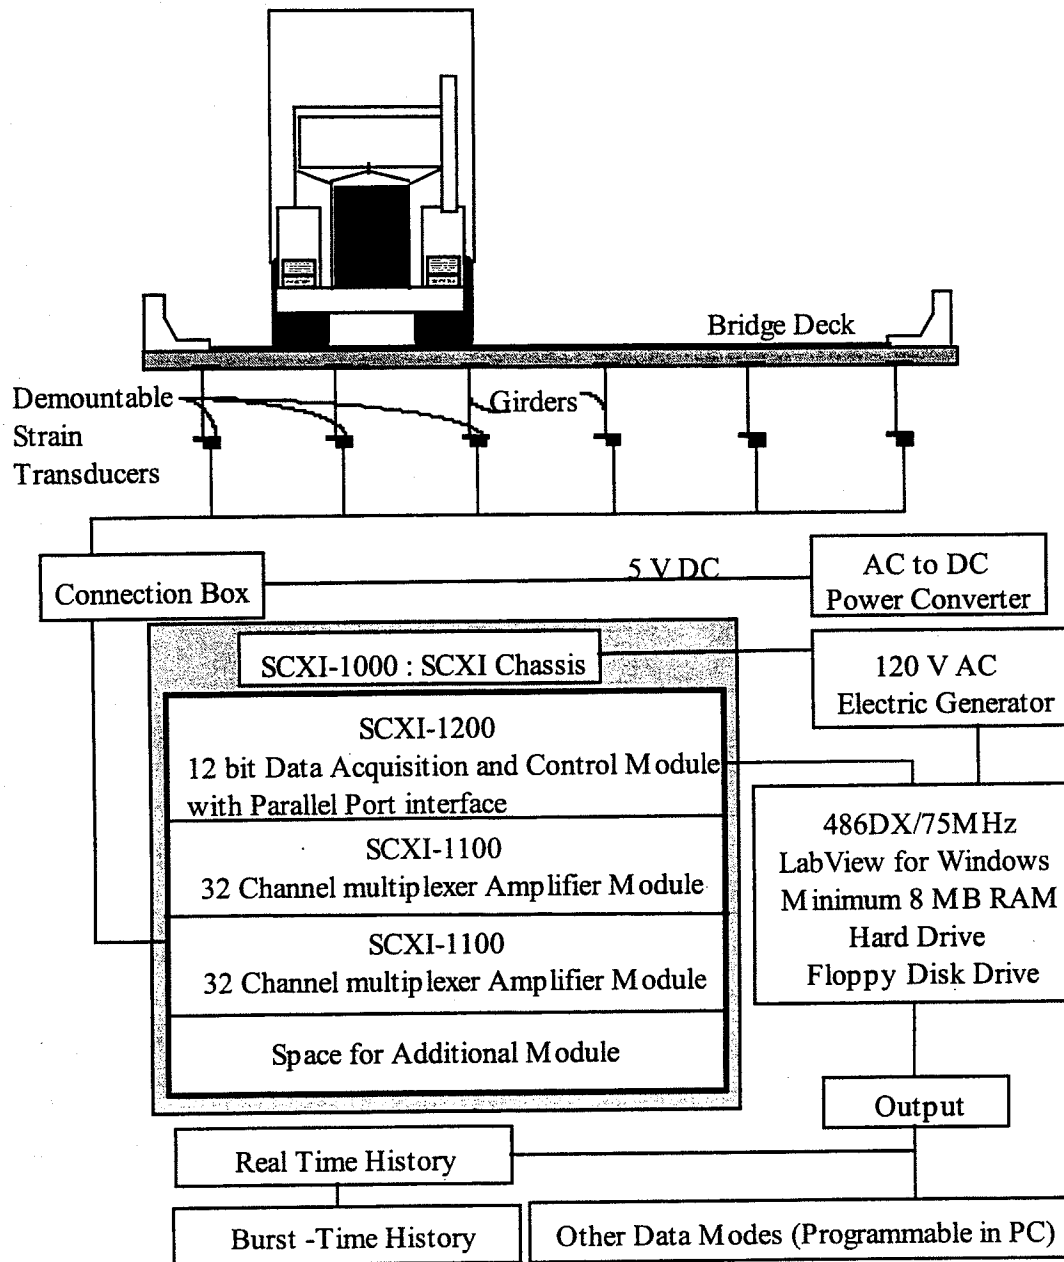 Bridge Deck
Demountable
Strain
Transducers
Girders
Connection Box
5 V DC
AC to DC
Power Converter
SCXI-1000 : SCXI Chassis
120 V AC
Electric Generator
SCXI-1200
12 bit Data Acquisition and Control Module
with Parallel Port interface
SCXI-1100
32 Channel multiplexer Amplifier Module
SCXI-1100
32 Channel multiplexer Amplifier Module
Space for Additional Module
486DX/75MHz
LabView for Windows
Minimum 8 MB RAM
Hard Drive
Floppy Disk Drive
Output
Real Time History
Burst -Time History
Other Data Modes (Programmable in PC)